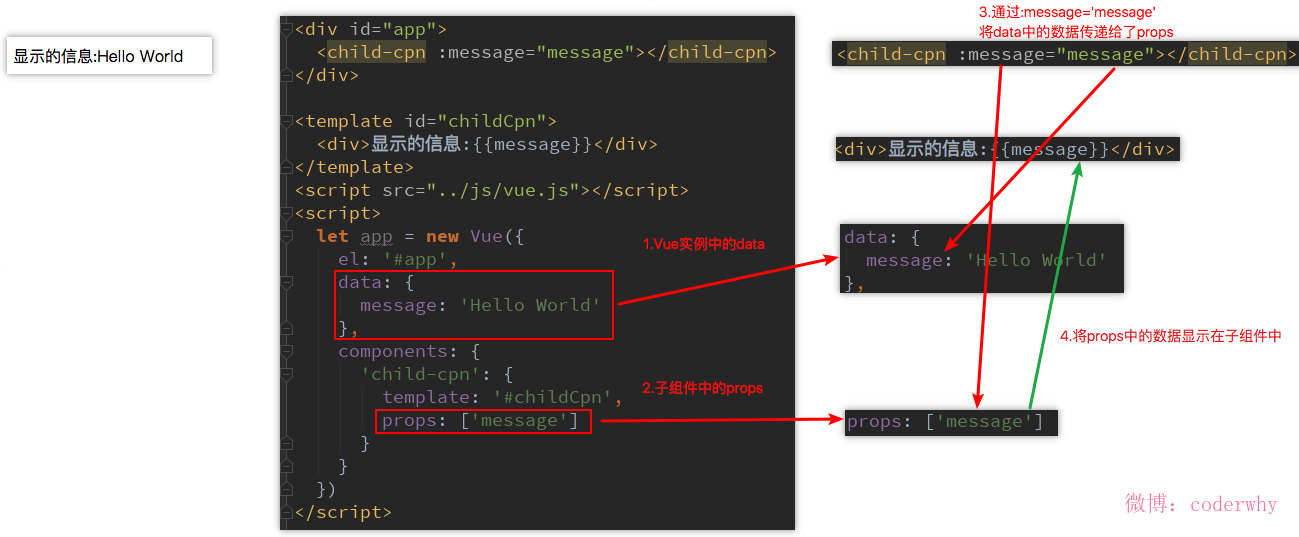 显示的信息:Hello World
<div id="app">
<child-cpn :message="message"></child-cpn>
</div>
<template id="childCpn">
<div>显示的信息:{{message}}</div>
</template>
<script src="../js/vue.js"></script>
<script>
let app = new Vue({
el: '#app',
data: {
message: 'Hello World'
},
components: {
'child-cpn': {
template: '#childCpn',
props: ['message']
}
}
})
</script>
1.Vue实例中的data
2.子组件中的props
3.通过:message='message'
将data中的数据传递给了props
<child-cpn :message="message"></child-cpn>
<div>显示的信息:{{message}}</div>
data: {
message: 'Hello World'
},
4.将props中的数据显示在子组件中
props: ['message']
微博：coderwhy